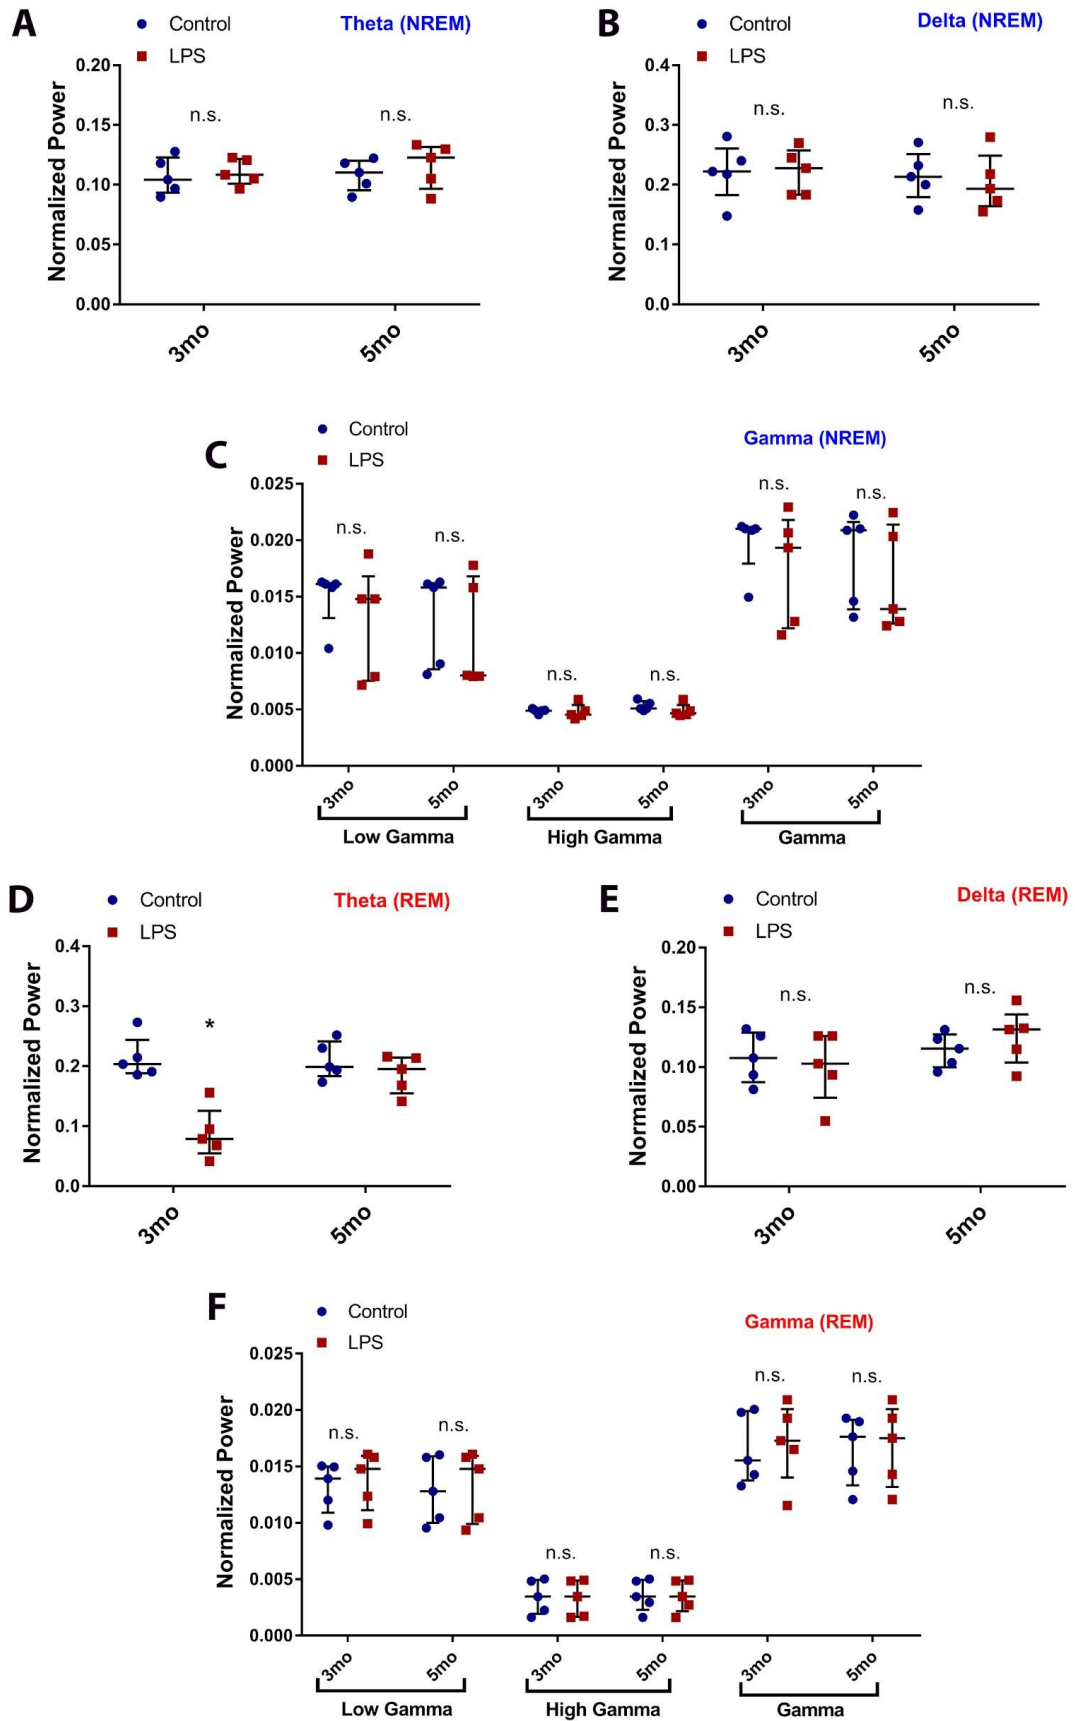 A
Control
LPS
Theta (NREM)
Normalized Power
0.20
0.15
0.10
0.05
0.00
n.s.
n.s.
3mo
5mo
B
Control
LPS
Delta (NREM)
Normalized Power
0.4
0.3
0.2
0.1
0.0
n.s.
n.s.
3mo
5mo
C
Control
LPS
Gamma (NREM)
Normalized Power
0.025
0.020
0.015
0.010
0.005
0.000
n.s.
n.s.
n.s.
n.s.
n.s.
n.s.
3mo
5mo
3mo
5mo
3mo
5mo
Low Gamma
High Gamma
Gamma
D
Control
LPS
Theta (REM)
Normalized Power
0.4
0.3
0.2
0.1
0.0
*
3mo
5mo
E
Control
LPS
Delta (REM)
Normalized Power
0.20
0.15
0.10
0.05
0.00
n.s.
n.s.
3mo
5mo
F
Control
LPS
Gamma (REM)
Normalized Power
0.025
0.020
0.015
0.010
0.005
0.000
n.s.
n.s.
n.s.
n.s.
n.s.
n.s.
3mo
5mo
3mo
5mo
3mo
5mo
Low Gamma
High Gamma
Gamma